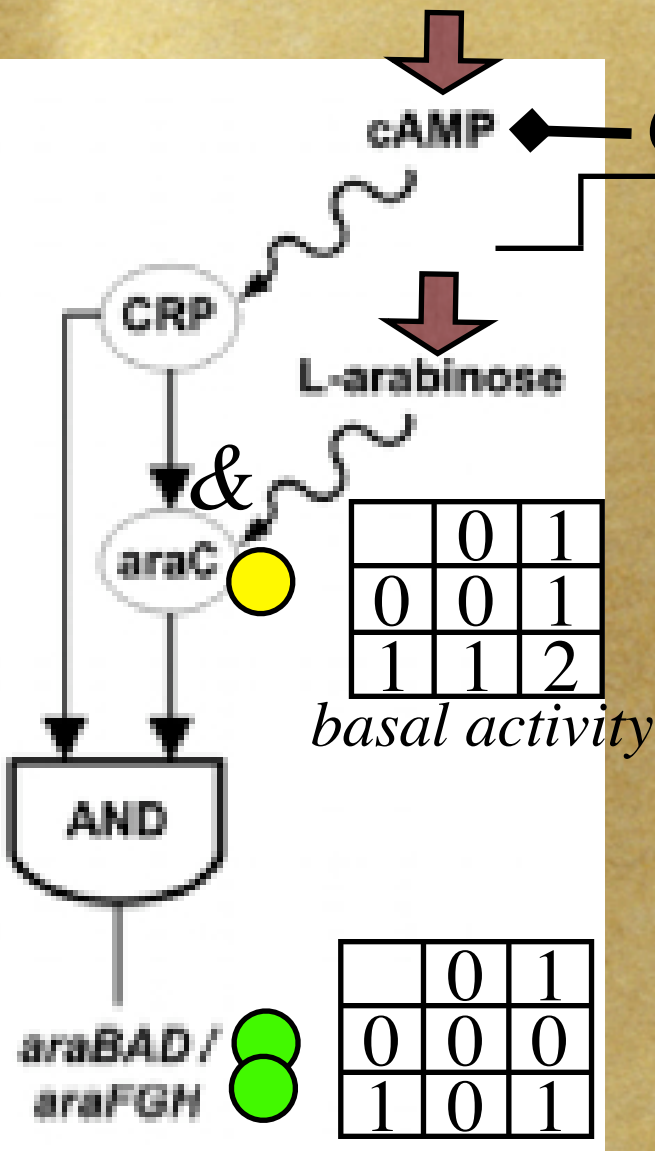 cAMP
CRP
L-arabinose
&
araC
0 1
0 0 1
1 1 2
basal activity
AND
0 1
0 0 0
1 0 1
araBAD /
araFGH